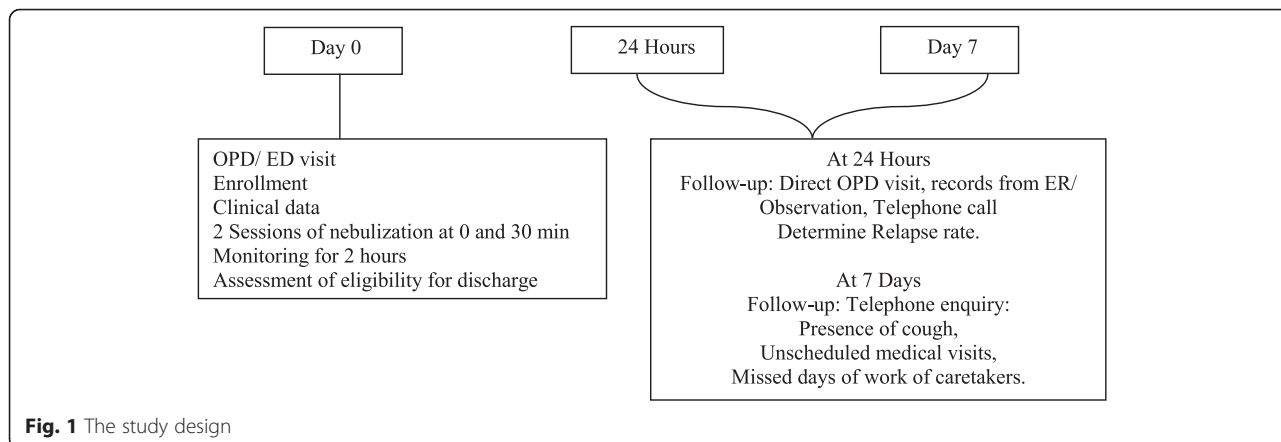 Day 0
24 Hours
Day 7
OPD/ ED visit
Enrollment
Clinical data
2 Sessions of nebulization at 0 and 30 min
Monitoring for 2 hours
Assessment of eligibility for discharge
At 24 Hours
Follow-up: Direct OPD visit, records from ER/
Observation, Telephone call
Determine Relapse rate.
At 7 Days
Follow-up: Telephone enquiry:
Presence of cough,
Unscheduled medical visits,
Missed days of work of caretakers.
Fig. 1 The study design